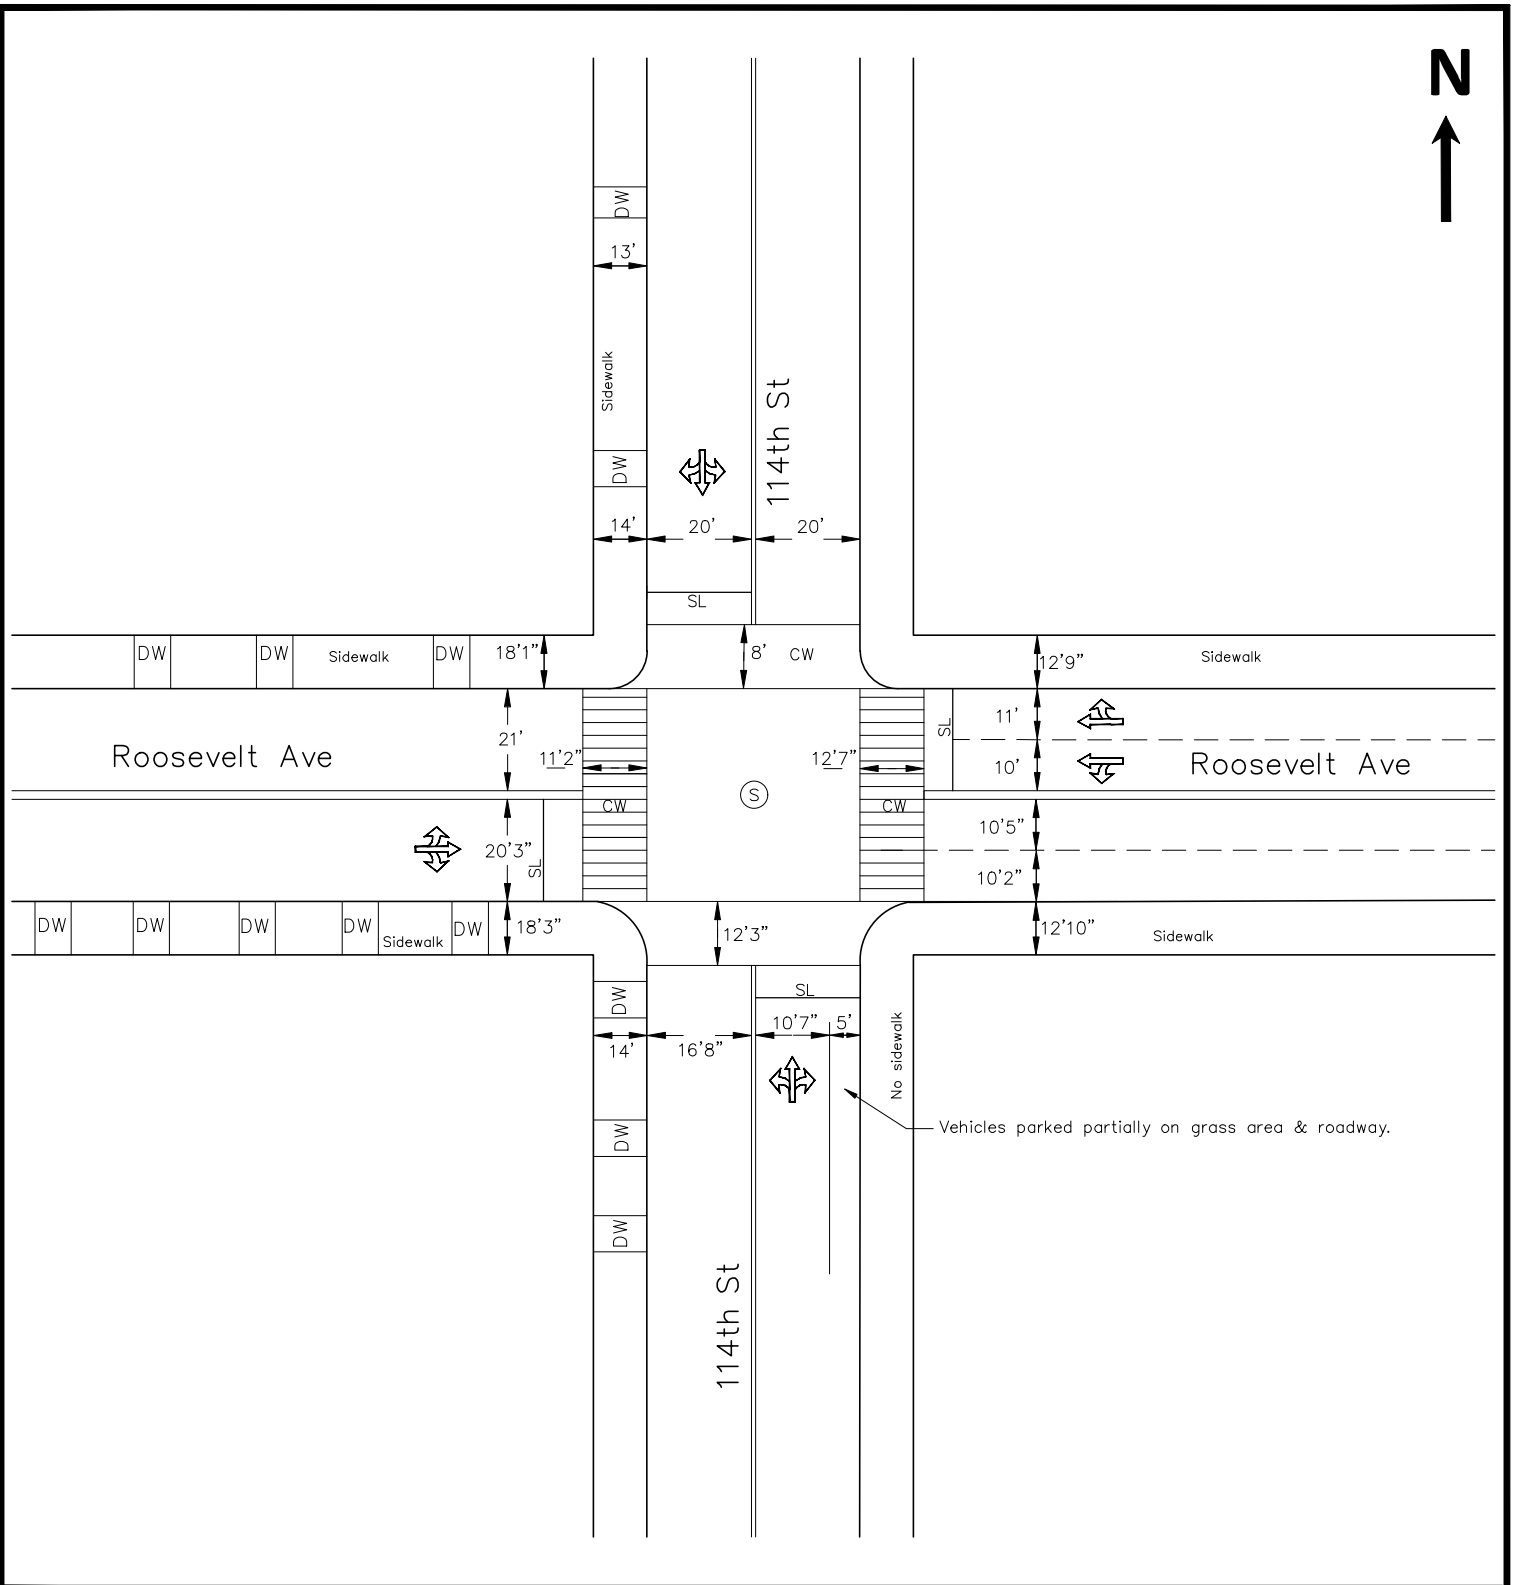 N
DW
13'
Sidewalk
114th St
DW
14'
20'
20'
SL
DW
DW
Sidewalk
DW
18'1"
8'
CW
12'9"
Sidewalk
21'
11'
SL
Roosevelt Ave
11'2"
12'7"
10'
Roosevelt Ave
S
CW
CW
10'5"
20'3"
SL
10'2"
DW
DW
DW
DW
Sidewalk
DW
18'3"
12'3"
12'10"
Sidewalk
DW
SL
10'7"
5'
14'
16'8"
No sidewalk
Vehicles parked partially on grass area & roadway.
DW
DW
114th St